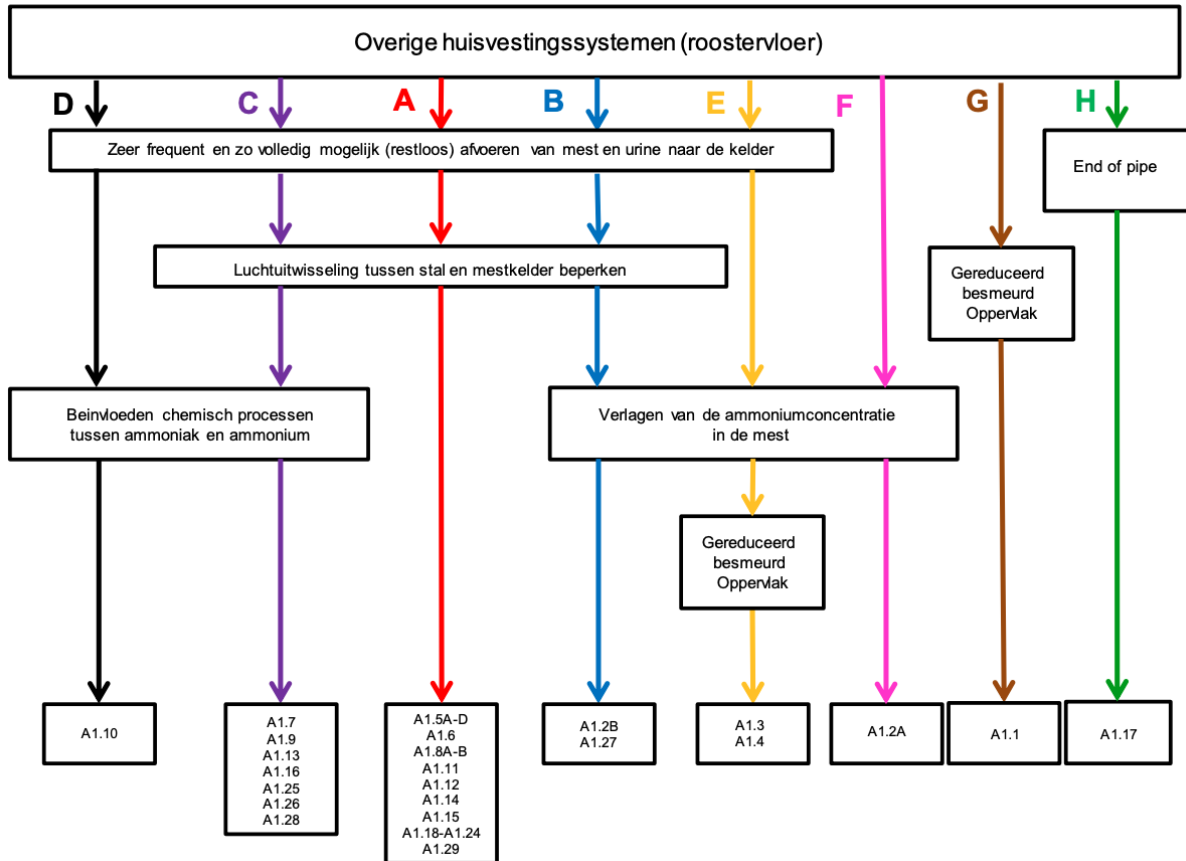 Overige huisvestingssystemen (roostervloer)
D
C
A
B
E
F
G
H
Zeer frequent en zo volledig mogelijk (restloos) afvoeren van mest en urine naar de kelder
End of pipe
Luchtuitwisseling tussen stal en mestkelder beperken
Gereduceerd
besmeurd
Oppervlak
Beinvloeden chemisch processen
tussen ammoniak en ammonium
Verlagen van de ammoniumconcentratie
in de mest
Gereduceerd
besmeurd
Oppervlak
A1.10
A1.7
A1.9
A1.13
A1.16
A1.25
A1.26
A1.28
A1.5A-D
A1.6
A1.8A-B
A1.11
A1.12
A1.14
A1.15
A1.18-A1.24
A1.29
A1.2B
A1.27
A1.3
A1.4
A1.2A
A1.1
A1.17